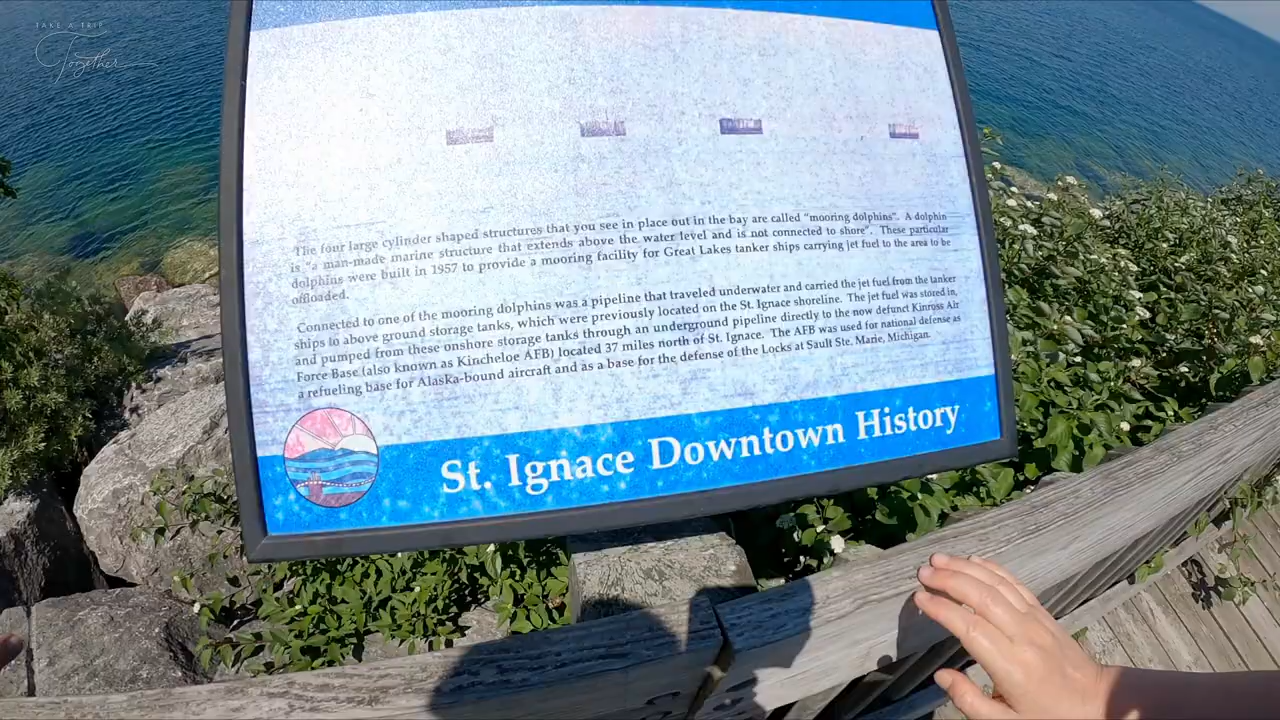 TAKE A TRIP
Together
The four large cylinder shaped structures that you see in place out in the bay are called "mooring dolphins". A dolphin
is "a man-made marine structure that extends above the water level and is not connected to shore". These particular
dolphins were built in 1957 to provide a mooring facility for Great Lakes tanker ships carrying jet fuel to the area to be
offloaded.
Connected to one of the mooring dolphins was a pipeline that traveled underwater and carried the jet fuel from the tanker
ships to above ground storage tanks, which were previously located on the St. Ignace shoreline. The jet fuel was stored in,
and pumped from these onshore storage tanks through an underground pipeline directly to the now defunct Kinross Air
Force Base (also known as Kincheloe AFB) located 37 miles north of St. Ignace. The AFB was used for national defense as
a refueling base for Alaska-bound aircraft and as a base for the defense of the Locks at Sault Ste. Marie, Michigan.
St. Ignace Downtown History